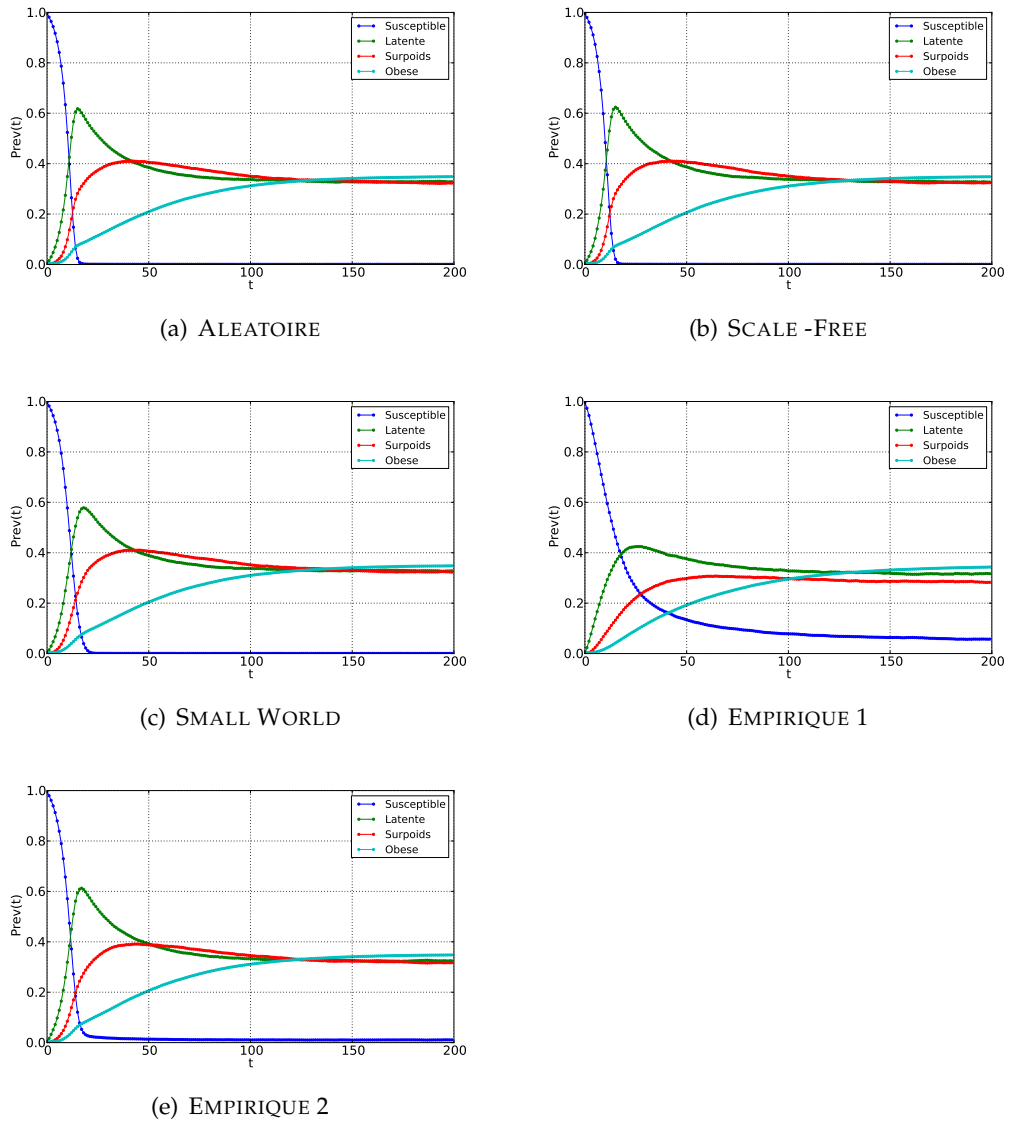 1.0
0.8
0.6
0.4
0.2
0.0
Prev(t)
0 50 100 150 200
t
Susceptible
Latente
Surpoids
Obese
(a) ALEATOIRE
1.0
0.8
0.6
0.4
0.2
0.0
Prev(t)
0 50 100 150 200
t
Susceptible
Latente
Surpoids
Obese
(b) SCALE -FREE
1.0
0.8
0.6
0.4
0.2
0.0
Prev(t)
0 50 100 150 200
t
Susceptible
Latente
Surpoids
Obese
(c) SMALL WORLD
1.0
0.8
0.6
0.4
0.2
0.0
Prev(t)
0 50 100 150 200
t
Susceptible
Latente
Surpoids
Obese
(d) EMPIRIQUE 1
1.0
0.8
0.6
0.4
0.2
0.0
Prev(t)
0 50 100 150 200
t
Susceptible
Latente
Surpoids
Obese
(e) EMPIRIQUE 2